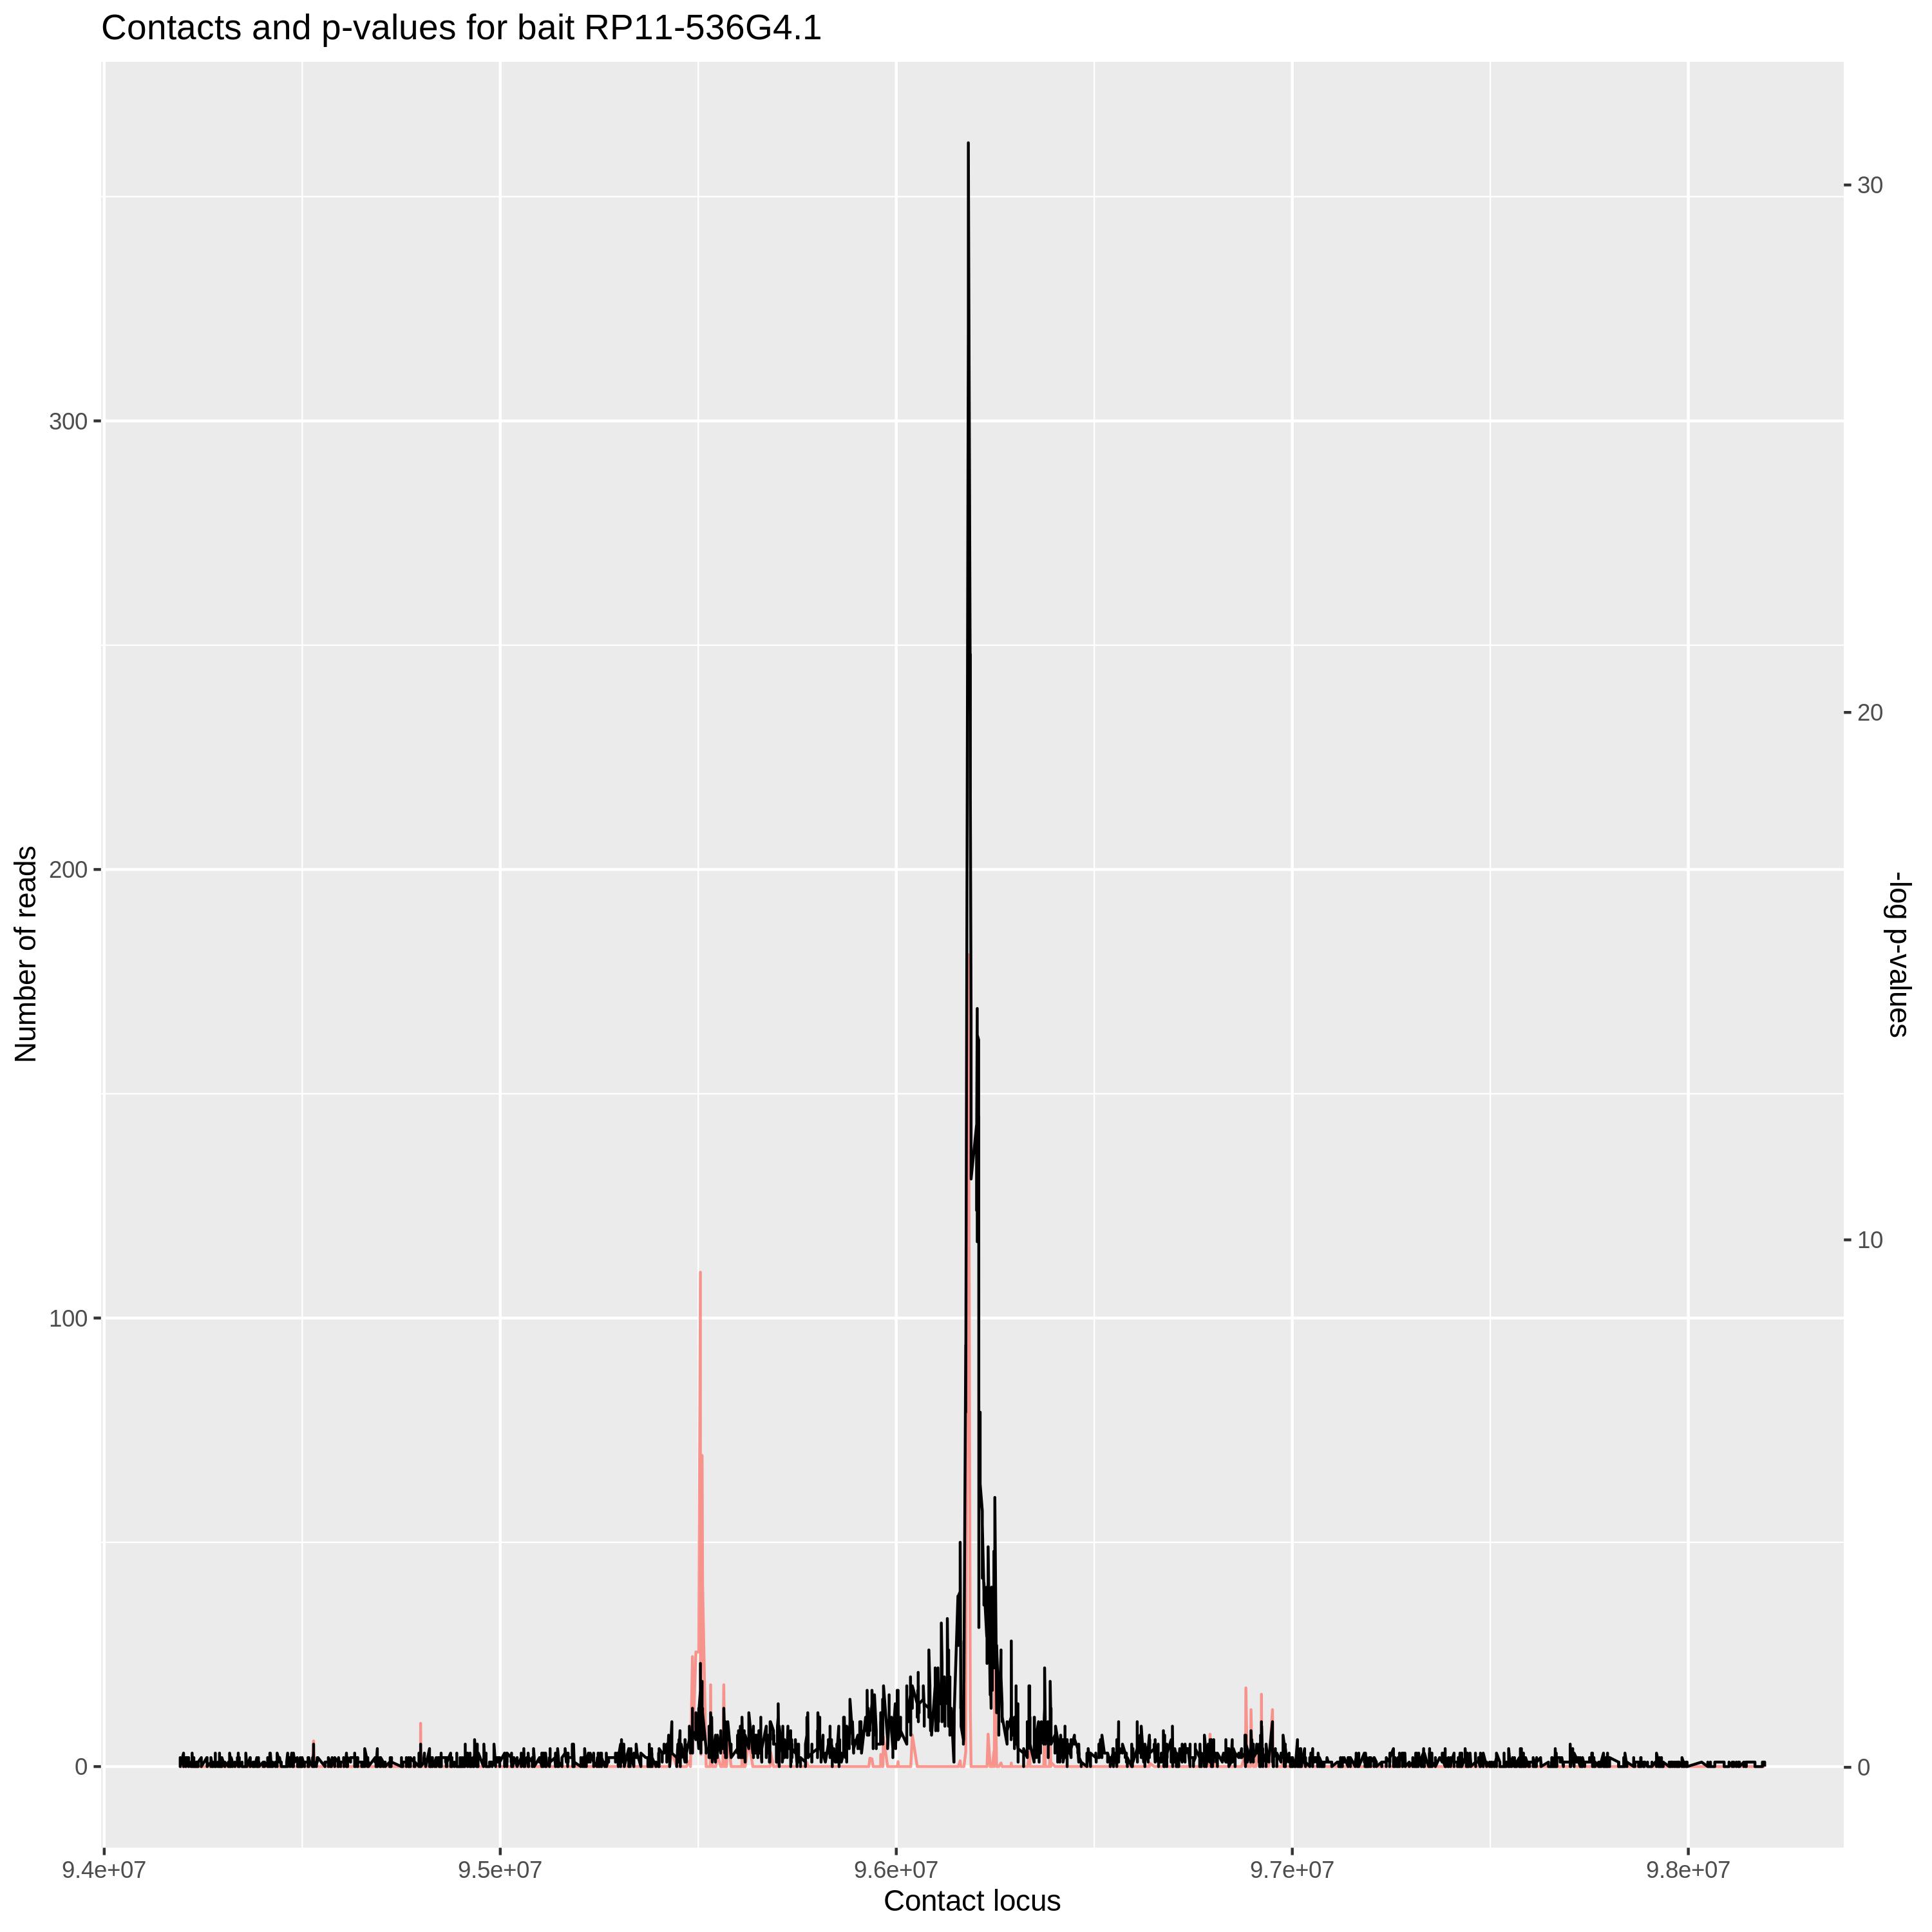 Contacts and p-values for bait RP11-536G4.1
Number of reads
300
200
100
0
30
20
10
0
-log p-values
9.4e+07
9.5e+07
9.6e+07
9.7e+07
9.8e+07
Contact locus